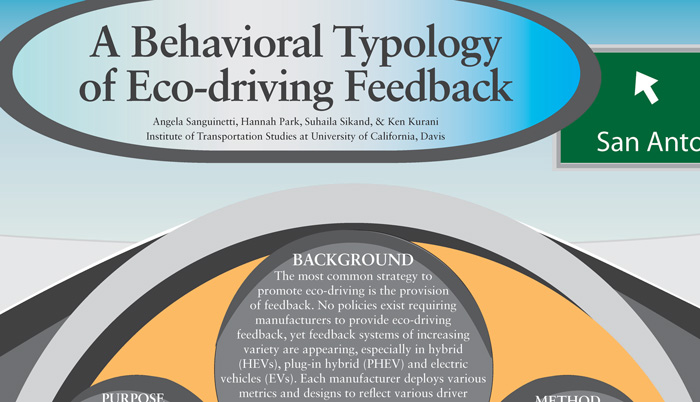 A Behavioral Typology
of Eco-driving Feedback
Angela Sanguinetti, Hannah Park, Suhaila Sikand, & Ken Kurani
Institute of Transportation Studies at University of California, Davis
San Anto
BACKGROUND
The most common strategy to
promote eco-driving is the provision
of feedback. No policies exist requiring
manufacturers to provide eco-driving
feedback, yet feedback systems of increasing
variety are appearing, especially in hybrid
(HEVs), plug-in hybrid (PHEV) and electric
vehicles (EVs). Each manufacturer deploys various
metrics and designs to reflect various driver
PURPOSE
METHOD